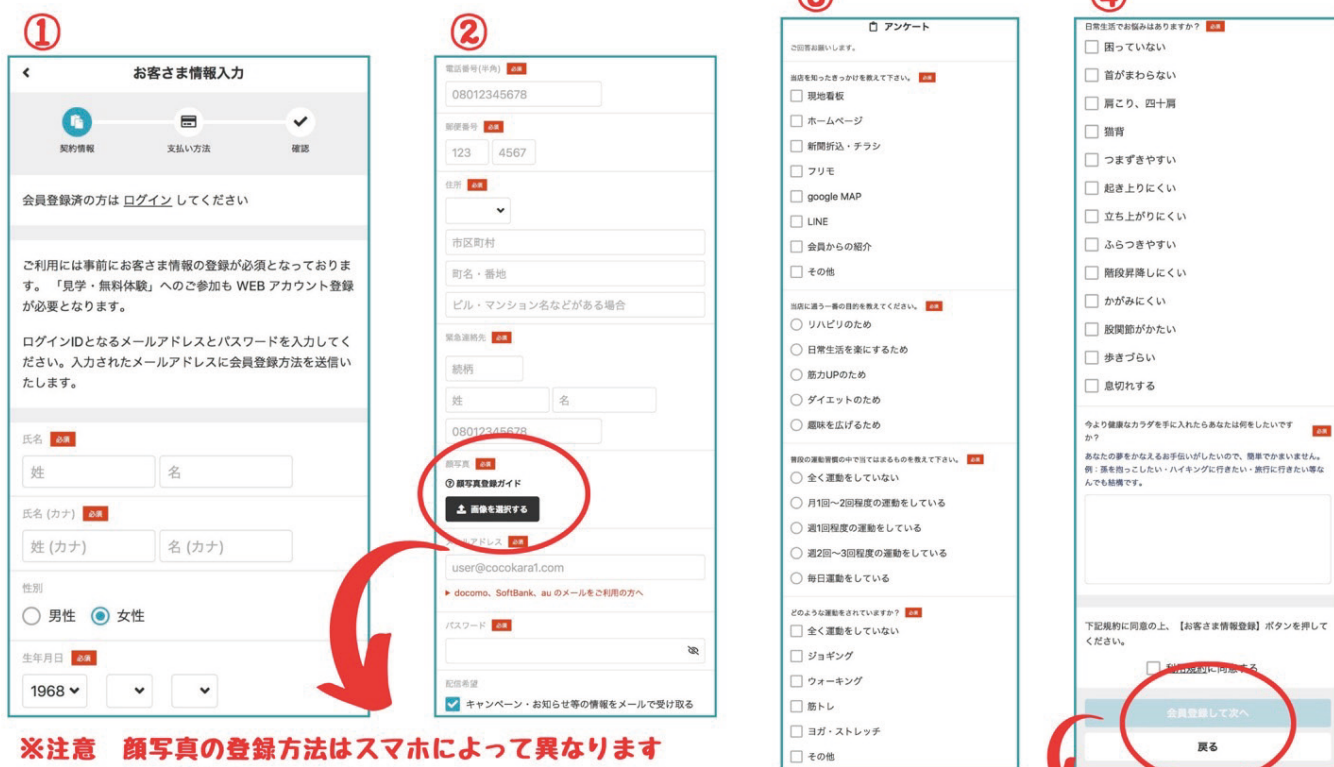 ①
お客さま情報入力
契約情報
支払い方法
確認
会員登録済の方は ログイン してください
ご利用には事前にお客さま情報の登録が必須となっておりま
す。「見学・無料体験」へのご参加も WEB アカウント登録
が必要となります。
ログインIDとなるメールアドレスとパスワードを入力してく
ださい。入力されたメールアドレスに会員登録方法を送信い
たします。
氏名 必須
姓 名
氏名 (カナ) 必須
姓 (カナ) 名 (カナ)
性別
男性 女性
生年月日 必須
1968
②
電話番号(半角) 必須
08012345678
郵便番号 必須
123 4567
住所 必須
市区町村
町名・番地
ビル・マンション名などがある場合
緊急連絡先 必須
続柄
姓 名
08012345678
顔写真 必須
顔写真登録ガイド
画像を選択する
メールアドレス 必須
user@cocokara1.com
docomo、SoftBank、au のメールをご利用の方へ
パスワード 必須
配信希望
キャンペーン・お知らせ等の情報をメールで受け取る
※注意 顔写真の登録方法はスマホによって異なります
③
アンケート
ご回答お願いします。
当店を知ったきっかけを教えて下さい。 必須
現地看板
ホームページ
新聞折込・チラシ
フリモ
google MAP
LINE
会員からの紹介
その他
当店に通う一番の目的を教えてください。 必須
リハビリのため
日常生活を楽にするため
筋力UPのため
ダイエットのため
趣味を広げるため
普段の運動習慣の中で当てはまるものを教えて下さい。 必須
全く運動をしていない
月1回〜2回程度の運動をしている
週1回程度の運動をしている
週2回〜3回程度の運動をしている
毎日運動をしている
どのような運動をされていますか? 必須
全く運動をしていない
ジョギング
ウォーキング
筋トレ
ヨガ・ストレッチ
その他
④
日常生活でお悩みはありますか? 必須
困っていない
首がまわらない
肩こり、四十肩
猫背
つまずきやすい
起き上りにくい
立ち上がりにくい
ふらつきやすい
階段昇降しにくい
かがみにくい
股関節がかたい
歩きづらい
息切れする
今より健康なカラダを手に入れたらあなたは何をしたいです
か? 必須
あなたの夢をかなえるお手伝いがしたいので、簡単でかまいません。
例：孫を抱っこしたい・ハイキングに行きたい・旅行に行きたい等な
んでも結構です。
下記規約に同意の上、【お客さま情報登録】ボタンを押して
ください。
利用規約に同意する
会員登録して次へ
戻る